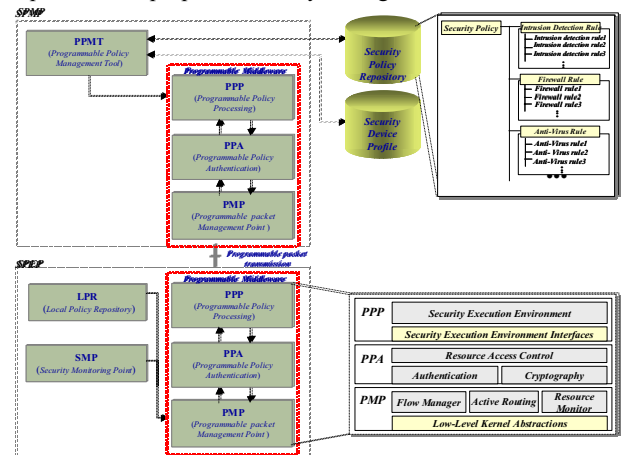 SPMP
PPMT
(Programmable Policy
Management Tool)
Programmable Middleware
PPP
(Programmable Policy
Processing)
PPA
(Programmable Policy
Authentication)
PMP
(Programmable packet
Management Point )
Security
Policy
Repository
Security
Device
Profile
Security Policy
Intrusion Detection Rule
Intrusion detection rule1
Intrusion detection rule2
Intrusion detection rule3
Firewall Rule
Firewall rule1
Firewall rule2
Firewall rule3
Anti-Virus Rule
Anti-Virus rule1
Anti- Virus rule2
Anti-Virus rule3
Programmable packet
transmission
SPEP
LPR
(Local Policy Repository)
SMP
(Security Monitoring Point)
Programmable Middleware
PPP
(Programmable Policy
Processing)
PPA
(Programmable Policy
Authentication)
PMP
(Programmable packet
Management Point )
PPP
Security Execution Environment
Security Execution Environment Interfaces
PPA
Resource Access Control
Authentication
Cryptography
PMP
Flow Manager
Active Routing
Resource
Monitor
Low-Level Kernel Abstractions